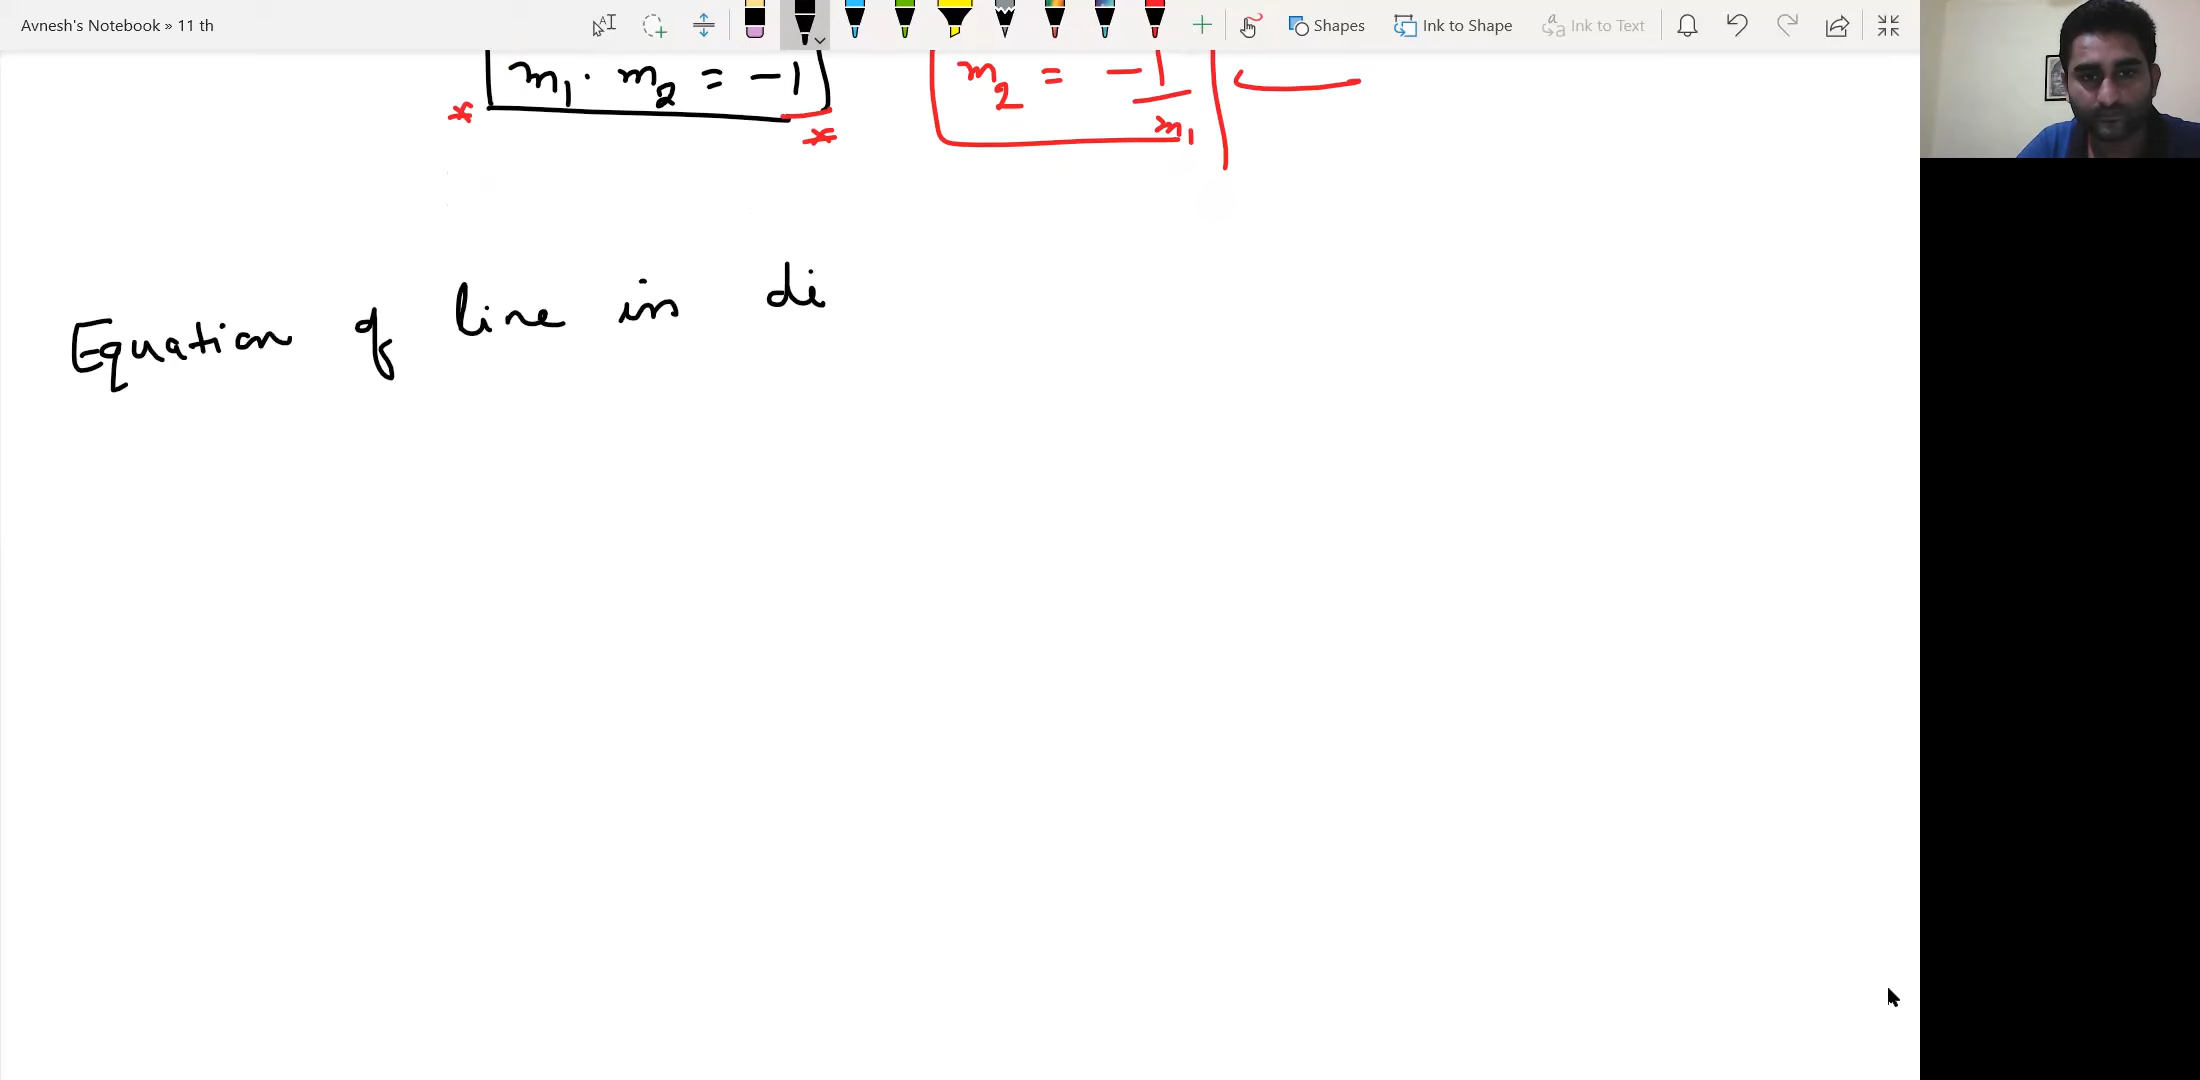 Avnesh's Notebook » 11 th
Shapes
Ink to Shape
Ink to Text
m₁ · m₂ = -1
m₂ = -1/m₁
Equation of line in di